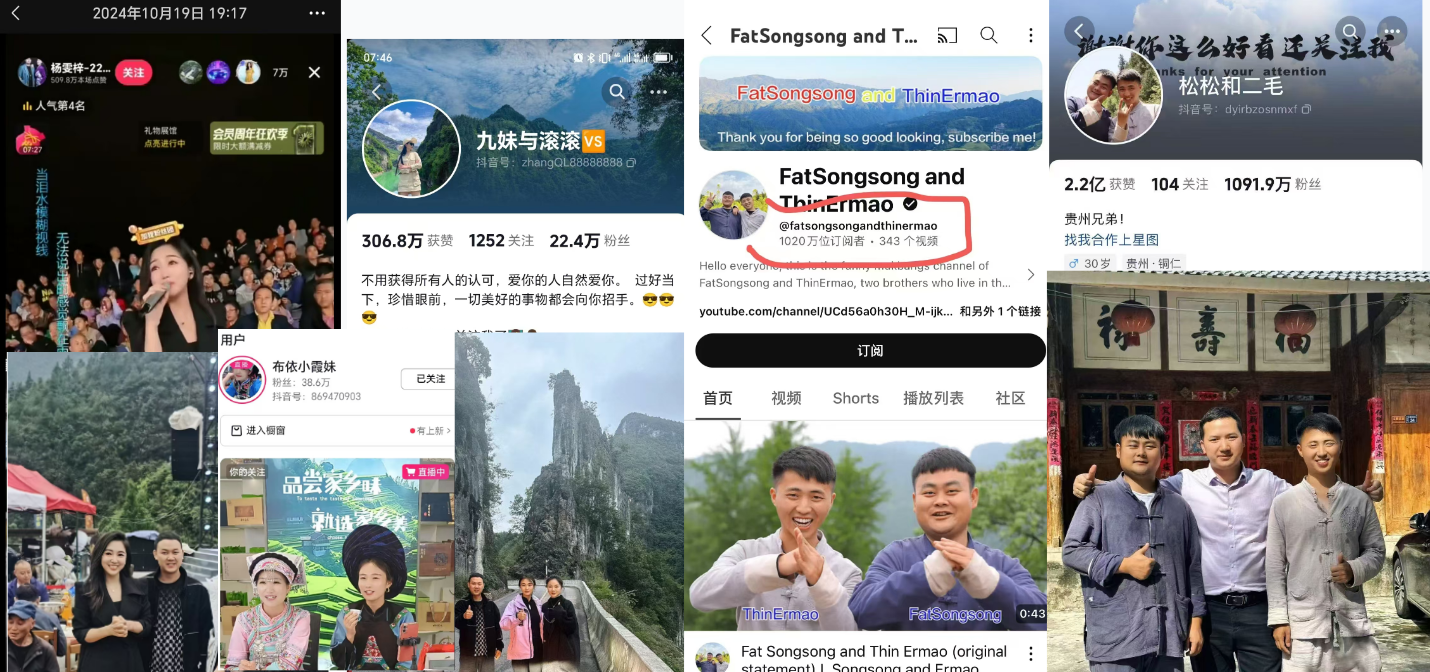 2024年10月19日 19:17
杨雯梓-22...
509.8万本场点赞
关注
7万
人气第4名
礼物展馆
点亮进行中
会员周年狂欢季
限时大额满减券
07:27
当泪水模糊视线
07:46
九妹与滚滚VS
抖音号：zhangQL88888888
306.8万 获赞 1252 关注 22.4万 粉丝
不用获得所有人的认可，爱你的人自然爱你。 过好当
下，珍惜眼前，一切美好的事物都会向你招手。😎😎
😎
用户
布依小霞妹
粉丝：38.6万
抖音号：869470903
已关注
进入橱窗
有上新
你的关注
直播中
品尝家乡味
就选家乡美
FatSongsong and T...
FatSongsong and ThinErmao
Thank you for being so good looking, subscribe me!
FatSongsong and
ThinErmao
@fatsongsongandthinermao
1020万位订阅者 · 343 个视频
Hello everyone, this is the funny mukbangs channel of
FatSongsong and ThinErmao, two brothers who live in th...
youtube.com/channel/UCd56a0h30H_M-ijk... 和另外 1 个链接
订阅
首页 视频 Shorts 播放列表 社区
ThinErmao
FatSongsong
0:43
Fat Songsong and Thin Ermao (original
statement) | Songsong and Ermao
谢谢你这么好看还关注我
for your attention
松松和二毛
抖音号：dyirbzosnmxf
2.2亿 获赞 104 关注 1091.9万 粉丝
贵州兄弟！
找我合作上星图
♂ 30岁 贵州·铜仁
禄 寿 福